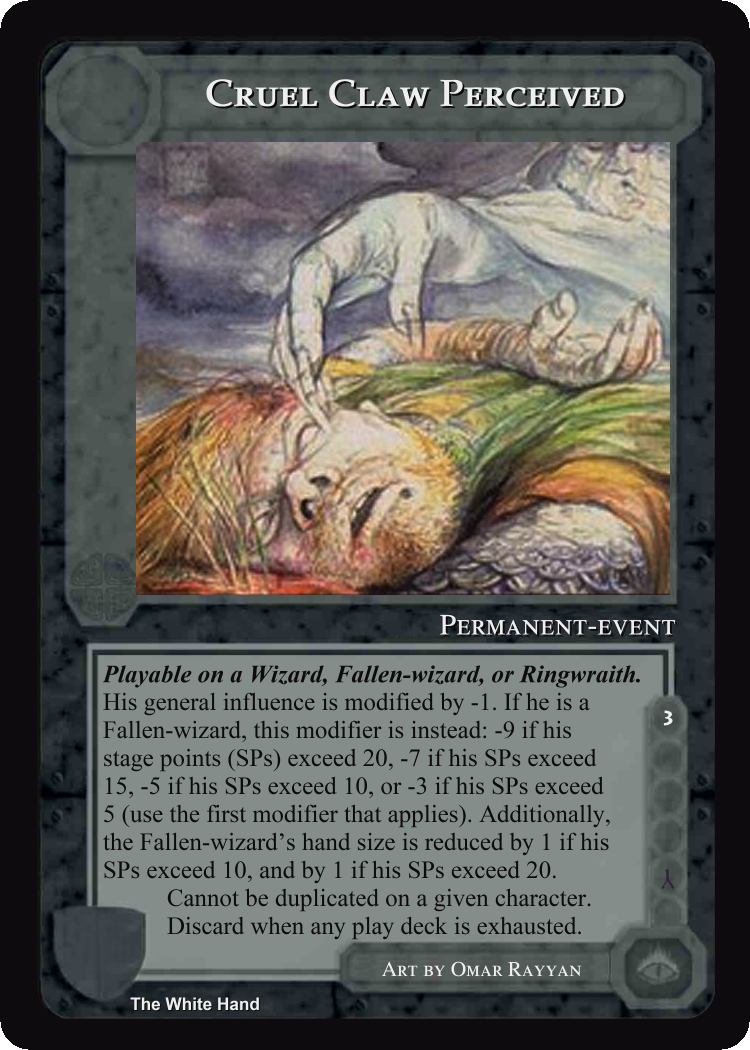 Cruel Claw Perceived
Permanent-event
Playable on a Wizard, Fallen-wizard, or Ringwraith.
His general influence is modified by -1. If he is a
Fallen-wizard, this modifier is instead: -9 if his
stage points (SPs) exceed 20, -7 if his SPs exceed
15, -5 if his SPs exceed 10, or -3 if his SPs exceed
5 (use the first modifier that applies). Additionally,
the Fallen-wizard's hand size is reduced by 1 if his
SPs exceed 10, and by 1 if his SPs exceed 20.
Cannot be duplicated on a given character.
Discard when any play deck is exhausted.
3
Art by Omar Rayyan
The White Hand